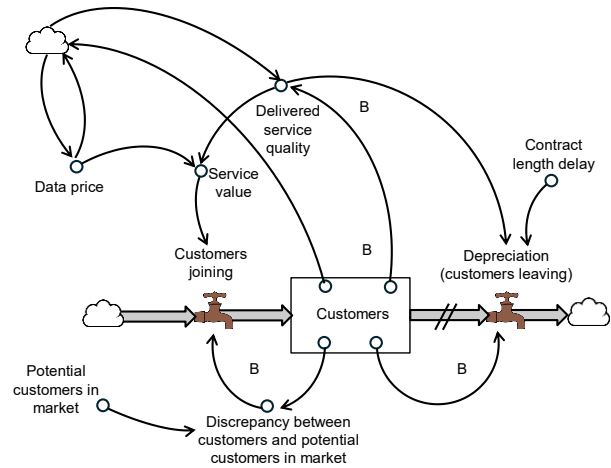 B
Delivered
service
quality
Contract
length delay
Data price
Service
value
B
Customers
joining
Depreciation
(customers leaving)
Customers
Potential
customers in
market
B
B
Discrepancy between
customers and potential
customers in market